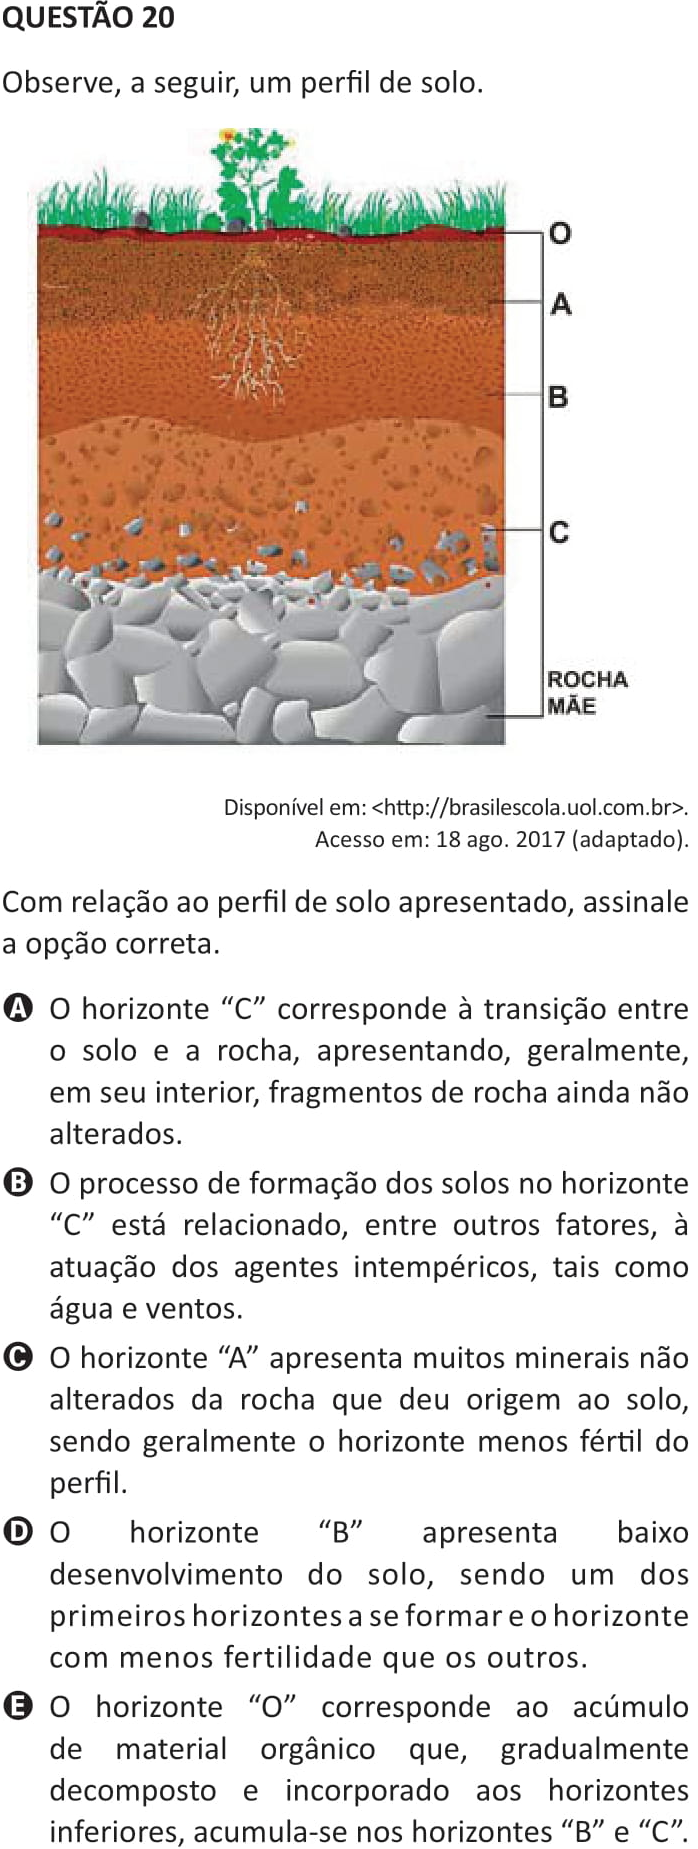 QUESTÃO 20
Observe, a seguir, um perfil de solo.
O
A
B
C
ROCHA
MÃE
Disponível em: <http://brasilescola.uol.com.br>.
Acesso em: 18 ago. 2017 (adaptado).
Com relação ao perfil de solo apresentado, assinale
a opção correta.
A O horizonte “C” corresponde à transição entre
o solo e a rocha, apresentando, geralmente,
em seu interior, fragmentos de rocha ainda não
alterados.
B O processo de formação dos solos no horizonte
“C” está relacionado, entre outros fatores, à
atuação dos agentes intempéricos, tais como
água e ventos.
C O horizonte “A” apresenta muitos minerais não
alterados da rocha que deu origem ao solo,
sendo geralmente o horizonte menos fértil do
perfil.
D O horizonte “B” apresenta baixo
desenvolvimento do solo, sendo um dos
primeiros horizontes a se formar e o horizonte
com menos fertilidade que os outros.
E O horizonte “O” corresponde ao acúmulo
de material orgânico que, gradualmente
decomposto e incorporado aos horizontes
inferiores, acumula-se nos horizontes “B” e “C”.